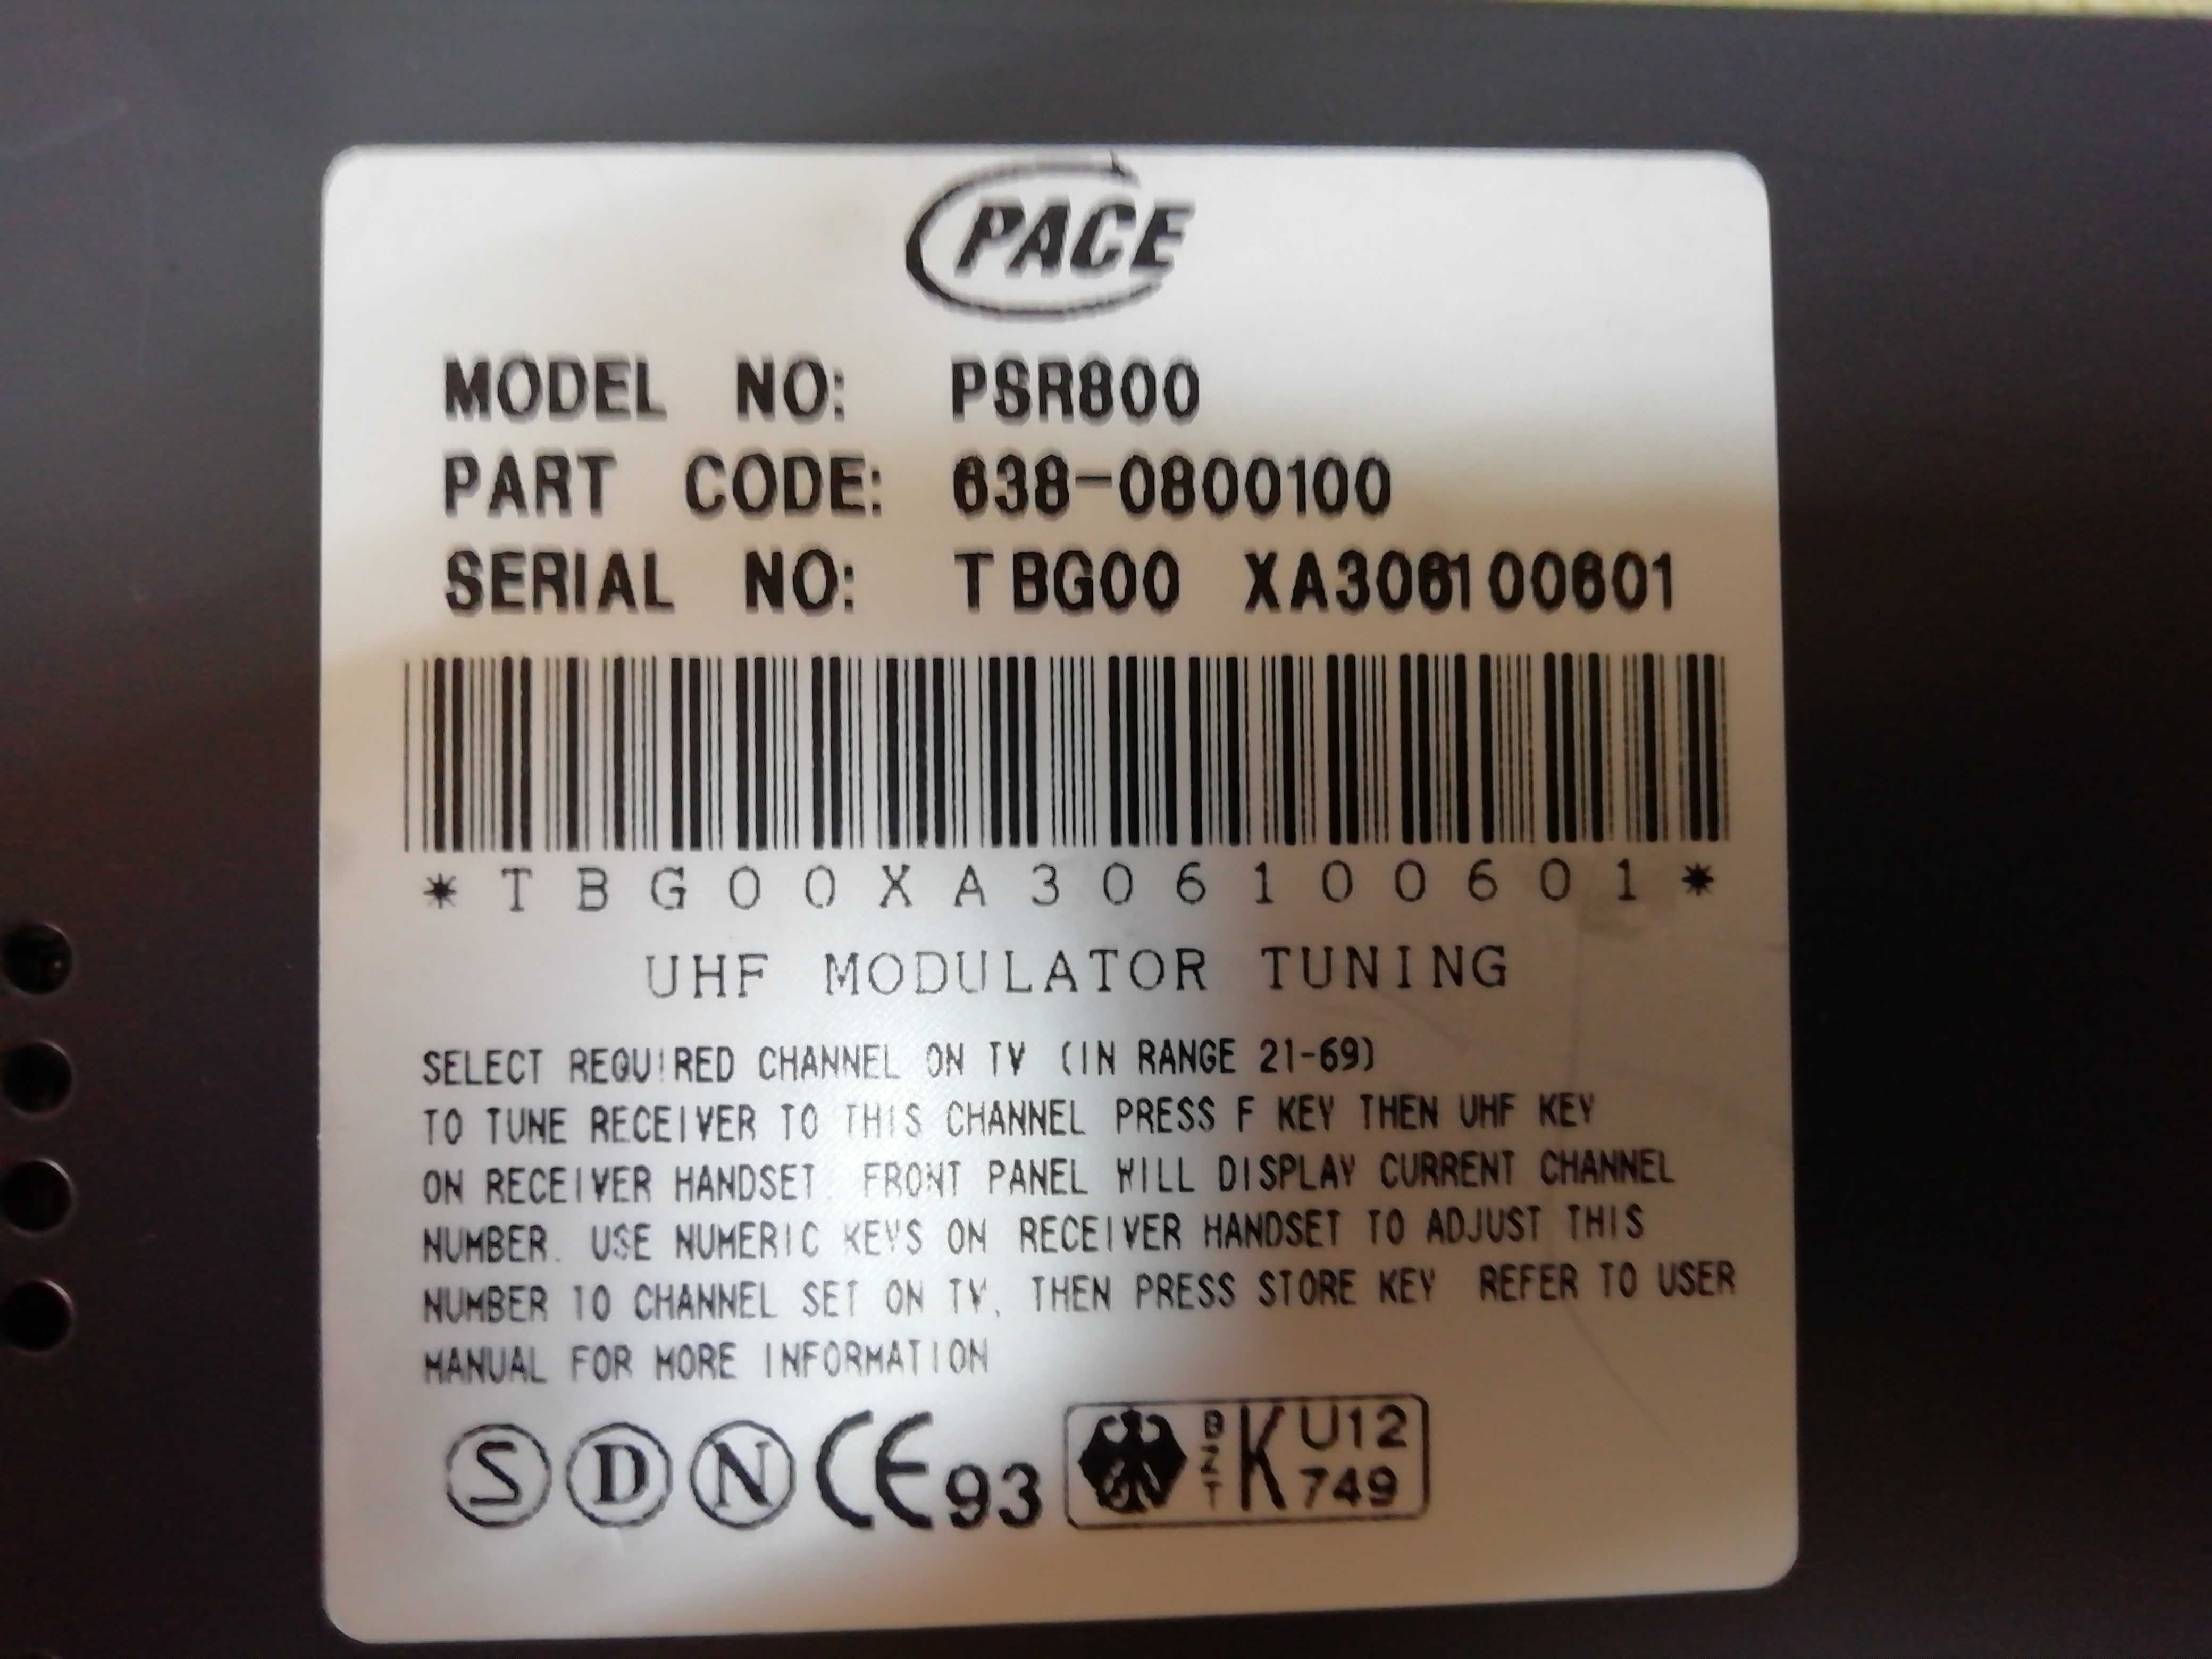 PACE
MODEL NO: PSR800
PART CODE: 638-0800100
SERIAL NO: TBG00 XA306100601
*TBG00XA306100601*
UHF MODULATOR TUNING
SELECT REQUIRED CHANNEL ON TV (IN RANGE 21-69)
TO TUNE RECEIVER TO THIS CHANNEL PRESS F KEY THEN UHF KEY
ON RECEIVER HANDSET. FRONT PANEL WILL DISPLAY CURRENT CHANNEL
NUMBER. USE NUMERIC KEYS ON RECEIVER HANDSET TO ADJUST THIS
NUMBER TO CHANNEL SET ON TV, THEN PRESS STORE KEY REFER TO USER
MANUAL FOR MORE INFORMATION
S D N CE 93 BZT K U12 749